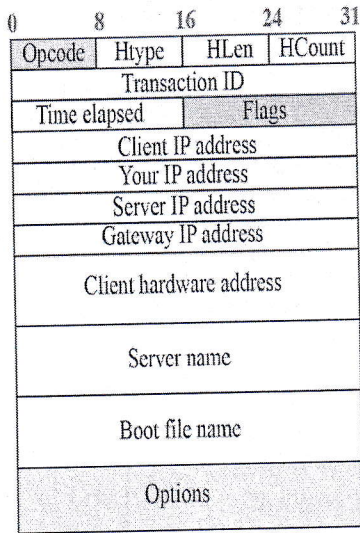 0 8 16 24 31
Opcode Htype HLen HCount
Transaction ID
Time elapsed Flags
Client IP address
Your IP address
Server IP address
Gateway IP address
Client hardware address
Server name
Boot file name
Options